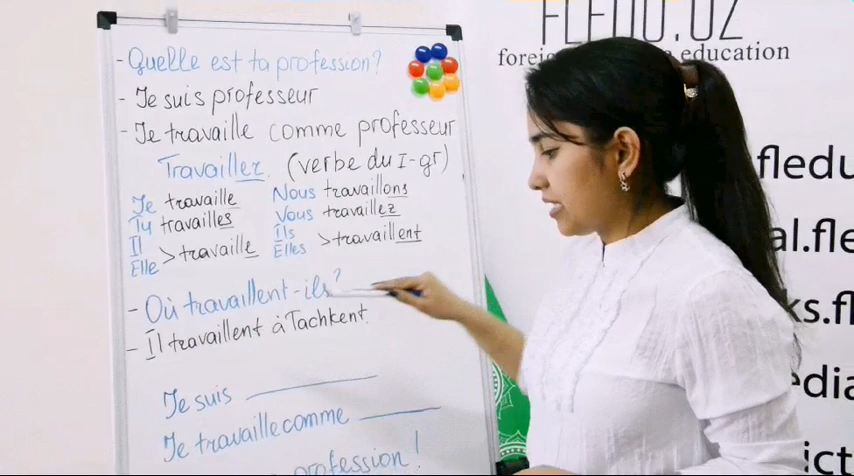 FLEDU.UZ
education
- Quelle est ta profession?
- Je suis professeur
- Je travaille comme professeur
Travailler (verbe du I-gr)
Je travaille
Tu travailles
Il
Elle > travaille
Nous travaillons
Vous travaillez
Ils
Elles > travaillent
- Où travaillent-ils?
- Il travaillent à Tachkent.
Je suis ___
Je travaille comme ___
profession!
fledu
al.fle
ks.f
edia
ict